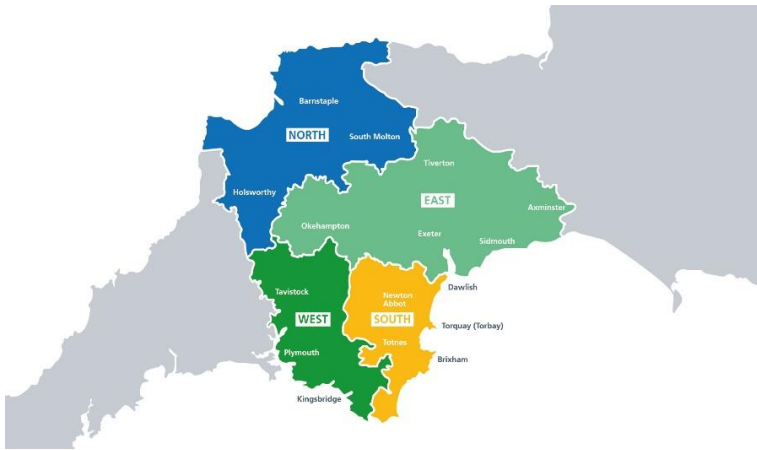 Barnstaple
NORTH
South Molton
Tiverton
Holsworthy
EAST
Axminster
Okehampton
Exeter
Sidmouth
Dawlish
Tavistock
Newton
Abbot
WEST
SOUTH
Torquay (Torbay)
Totnes
Plymouth
Brixham
Kingsbridge